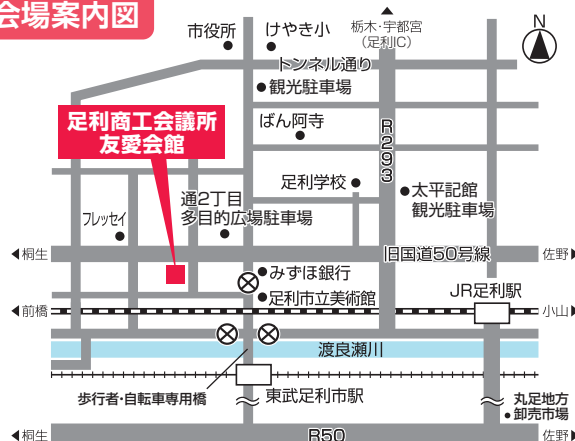 会場案内図
N
市役所
けやき小
栃木・宇都宮
(足利IC)
トンネル通り
観光駐車場
足利商工会議所
友愛会館
ばん阿寺
R293
足利学校
太平記館
観光駐車場
通2丁目
多目的広場駐車場
フレッセイ
旧国道50号線
桐生
佐野
みずほ銀行
足利市立美術館
JR足利駅
前橋
小山
渡良瀬川
歩行者・自転車専用橋
東武足利市駅
丸足地方
卸売市場
桐生
R50
佐野